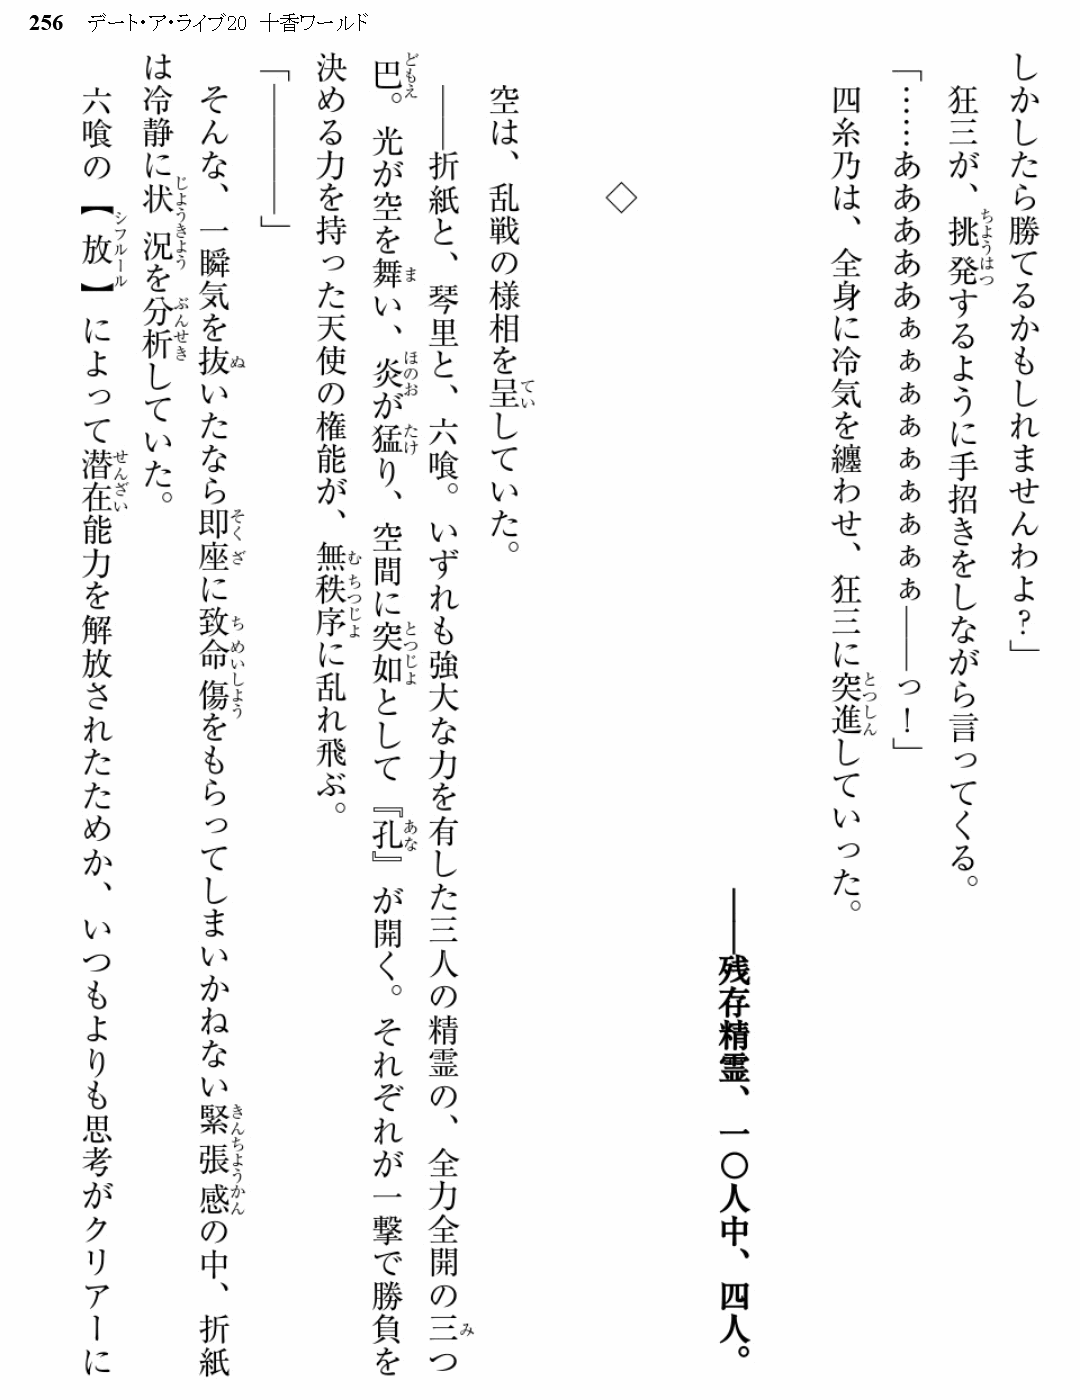 256 デート・ア・ライブ20 十香ワールド
しかしたら勝てるかもしれませんわよ?」
狂三が、挑発するように手招きをしながら言ってくる。
「……あああああぁぁぁぁぁぁぁぁぁ――っ!」
四糸乃は、全身に冷気を纏わせ、狂三に突進していった。
――残存精霊、一〇人中、四人。
◇
空は、乱戦の様相を呈していた。
――折紙と、琴里と、六喰。いずれも強大な力を有した三人の精霊の、全力全開の三つ
巴。光が空を舞い、炎が猛り、空間に突如として『孔』が開く。それぞれが一撃で勝負を
決める力を持った天使の権能が、無秩序に乱れ飛ぶ。
「――――」
そんな、一瞬気を抜いたなら即座に致命傷をもらってしまいかねない緊張感の中、折紙
は冷静に状況を分析していた。
六喰の【放】によって潜在能力を解放されたためか、いつもよりも思考がクリアーに